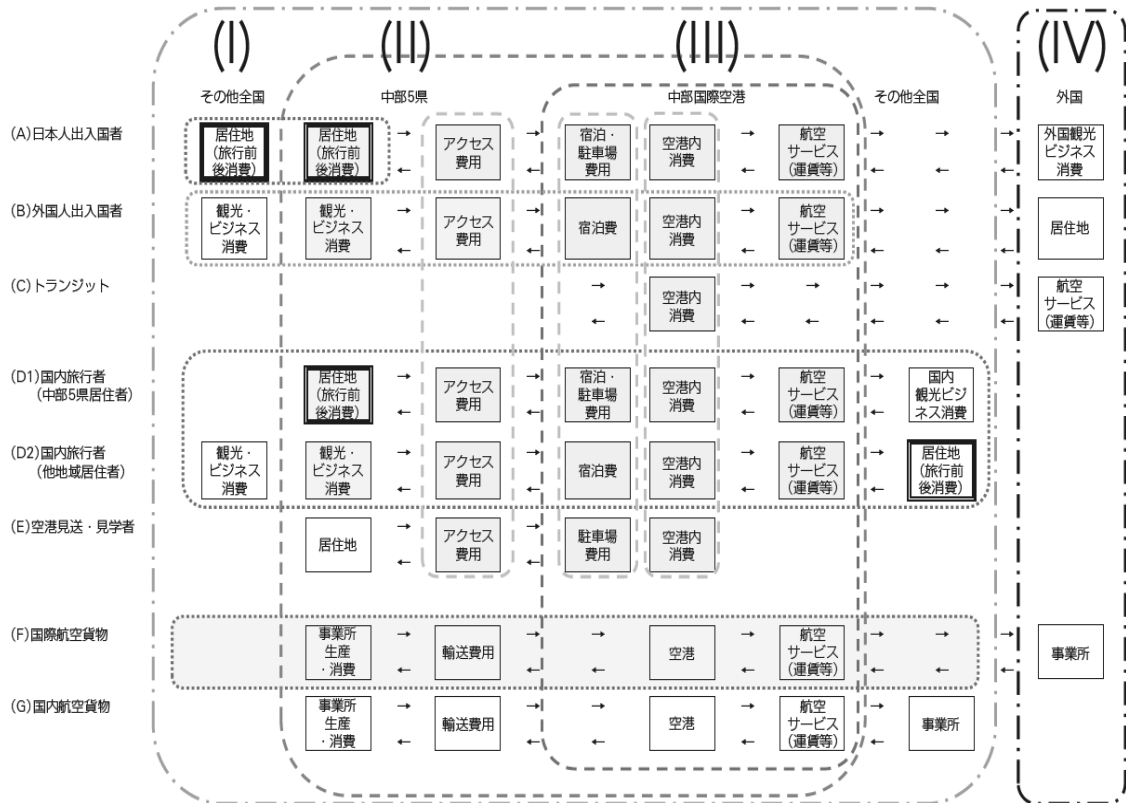 (I) (II) (III) (IV)
その他全国 中部5県 中部国際空港 その他全国 外国
(A)日本人出入国者
居住地
(旅行前
後消費)
居住地
(旅行前
後消費)
→ ←
アクセス
費用
→ ←
宿泊・
駐車場
費用
空港内
消費
→ ←
航空
サービス
(運賃等)
→ → →
← ← ←
外国観光
ビジネス
消費
(B)外国人出入国者
観光・
ビジネス
消費
観光・
ビジネス
消費
→ ←
アクセス
費用
→ ←
宿泊費
空港内
消費
→ ←
航空
サービス
(運賃等)
→ → →
← ← ←
居住地
(C)トランジット
→ ←
空港内
消費
→ → → → →
← ← ← ← ←
航空
サービス
(運賃等)
(D1)国内旅行者
(中部5県居住者)
居住地
(旅行前
後消費)
→ ←
アクセス
費用
→ ←
宿泊・
駐車場
費用
空港内
消費
→ ←
航空
サービス
(運賃等)
→ ←
国内
観光ビジ
ネス消費
(D2)国内旅行者
(他地域居住者)
観光・
ビジネス
消費
観光・
ビジネス
消費
→ ←
アクセス
費用
→ ←
宿泊費
空港内
消費
→ ←
航空
サービス
(運賃等)
→ ←
居住地
(旅行前
後消費)
(E)空港見送・見学者
居住地
→ ←
アクセス
費用
→ ←
駐車場
費用
空港内
消費
(F)国際航空貨物
事業所
生産
・消費
→ ←
輸送費用
→ →
← ←
空港
→ ←
航空
サービス
(運賃等)
→ → →
← ← ←
事業所
(G)国内航空貨物
事業所
生産
・消費
→ ←
輸送費用
→ →
← ←
空港
→ ←
航空
サービス
(運賃等)
→ ←
事業所